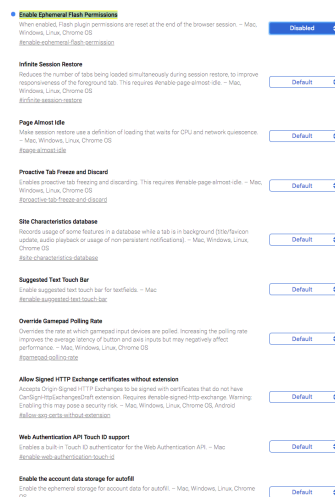 Enable Ephemeral Flash Permissions
When enabled, Flash plugin permissions are reset at the end of the browser session. – Mac,
Windows, Linux, Chrome OS
#enable-ephemeral-flash-permission
Disabled
Infinite Session Restore
Reduces the number of tabs being loaded simultaneously during session restore, to improve
responsiveness of the foreground tab. This requires #enable-page-almost-idle. – Mac,
Windows, Linux, Chrome OS
#infinite-session-restore
Default
Page Almost Idle
Make session restore use a definition of loading that waits for CPU and network quiescence.
– Mac, Windows, Linux, Chrome OS
#page-almost-idle
Default
Proactive Tab Freeze and Discard
Enables proactive tab freezing and discarding. This requires #enable-page-almost-idle. – Mac,
Windows, Linux, Chrome OS
#proactive-tab-freeze-and-discard
Default
Site Characteristics database
Records usage of some features in a database while a tab is in background (title/favicon
update, audio playback or usage of non-persistent notifications). – Mac, Windows, Linux,
Chrome OS
#site-characteristics-database
Default
Suggested Text Touch Bar
Enable suggested text touch bar for textfields. – Mac
#enable-suggested-text-touch-bar
Default
Override Gamepad Polling Rate
Overrides the rate at which gamepad input devices are polled. Increasing the polling rate
improves the average latency of button and axis inputs but may negatively affect
performance. – Mac, Windows, Linux, Chrome OS
#gamepad-polling-rate
Default
Allow Signed HTTP Exchange certificates without extension
Accepts Origin-Signed HTTP Exchanges to be signed with certificates that do not have
CanSignHttpExchangesDraft extension. Requires #enable-signed-http-exchange. Warning:
Enabling this may pose a security risk. – Mac, Windows, Linux, Chrome OS, Android
#allow-sxg-certs-without-extension
Default
Web Authentication API Touch ID support
Enables a built-in Touch ID authenticator for the Web Authentication API. – Mac
#enable-web-authentication-touch-id
Default
Enable the account data storage for autofill
Enable the ephemeral storage for account data for autofill. – Mac, Windows, Linux, Chrome
OS
Default